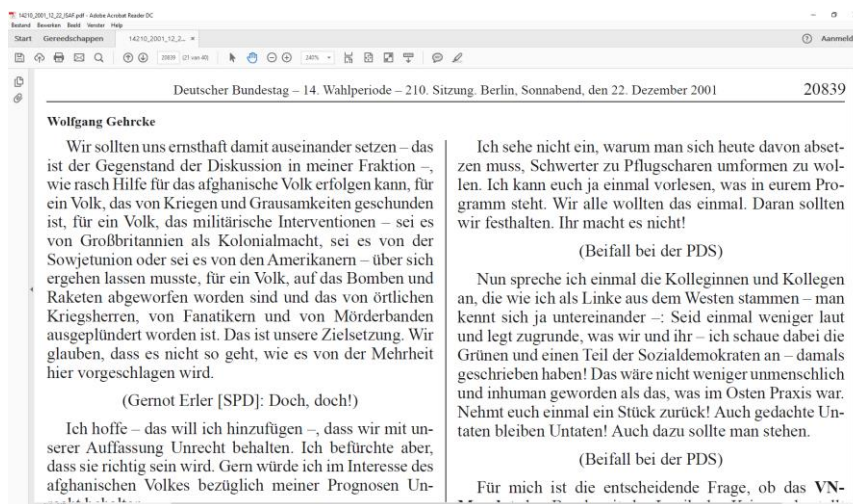 14210_2001_12_22_ISAF.pdf - Adobe Acrobat Reader DC
Bestand Bewerken Beeld Venster Help
Start Gereedschappen 14210_2001_12_2... × Aanmeld
20839 (21 van 40) 240%
Deutscher Bundestag – 14. Wahlperiode – 210. Sitzung. Berlin, Sonnabend, den 22. Dezember 2001 20839
Wolfgang Gehrcke
Wir sollten uns ernsthaft damit auseinander setzen – das
ist der Gegenstand der Diskussion in meiner Fraktion –,
wie rasch Hilfe für das afghanische Volk erfolgen kann, für
ein Volk, das von Kriegen und Grausamkeiten geschunden
ist, für ein Volk, das militärische Interventionen – sei es
von Großbritannien als Kolonialmacht, sei es von der
Sowjetunion oder sei es von den Amerikanern – über sich
ergehen lassen musste, für ein Volk, auf das Bomben und
Raketen abgeworfen worden sind und das von örtlichen
Kriegsherren, von Fanatikern und von Mörderbanden
ausgeplündert worden ist. Das ist unsere Zielsetzung. Wir
glauben, dass es nicht so geht, wie es von der Mehrheit
hier vorgeschlagen wird.
(Gernot Erler [SPD]: Doch, doch!)
Ich hoffe – das will ich hinzufügen –, dass wir mit un-
serer Auffassung Unrecht behalten. Ich befürchte aber,
dass sie richtig sein wird. Gern würde ich im Interesse des
afghanischen Volkes bezüglich meiner Prognosen Un-
Ich sehe nicht ein, warum man sich heute davon abset-
zen muss, Schwerter zu Pflugscharen umformen zu wol-
len. Ich kann euch ja einmal vorlesen, was in eurem Pro-
gramm steht. Wir alle wollten das einmal. Daran sollten
wir festhalten. Ihr macht es nicht!
(Beifall bei der PDS)
Nun spreche ich einmal die Kolleginnen und Kollegen
an, die wie ich als Linke aus dem Westen stammen – man
kennt sich ja untereinander –: Seid einmal weniger laut
und legt zugrunde, was wir und ihr – ich schaue dabei die
Grünen und einen Teil der Sozialdemokraten an – damals
geschrieben haben! Das wäre nicht weniger unmenschlich
und inhuman geworden als das, was im Osten Praxis war.
Nehmt euch einmal ein Stück zurück! Auch gedachte Un-
taten bleiben Untaten! Auch dazu sollte man stehen.
(Beifall bei der PDS)
Für mich ist die entscheidende Frage, ob das VN-